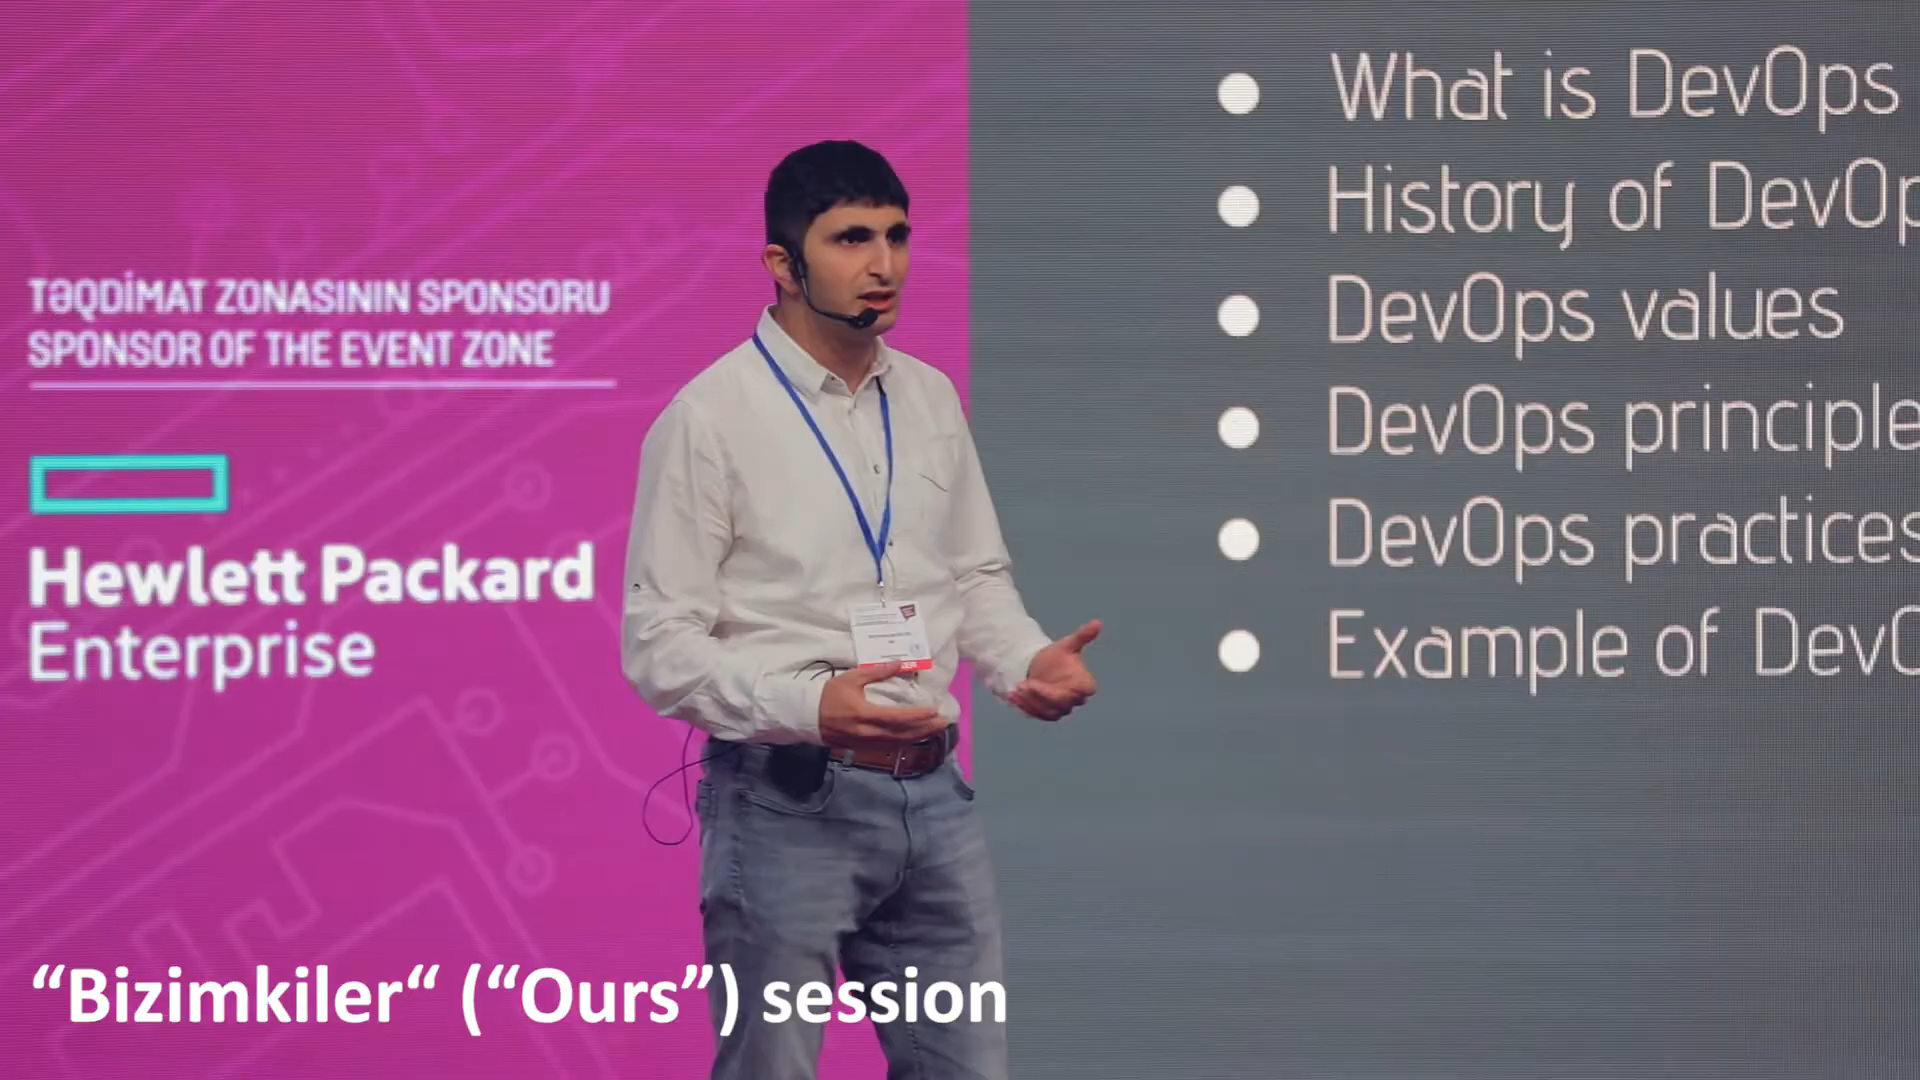 TƏQDİMAT ZONASININ SPONSORU
SPONSOR OF THE EVENT ZONE
Hewlett Packard
Enterprise
What is DevOps
History of DevOp
DevOps values
DevOps principle
DevOps practices
Example of DevO
“Bizimkiler“ (“Ours”) session